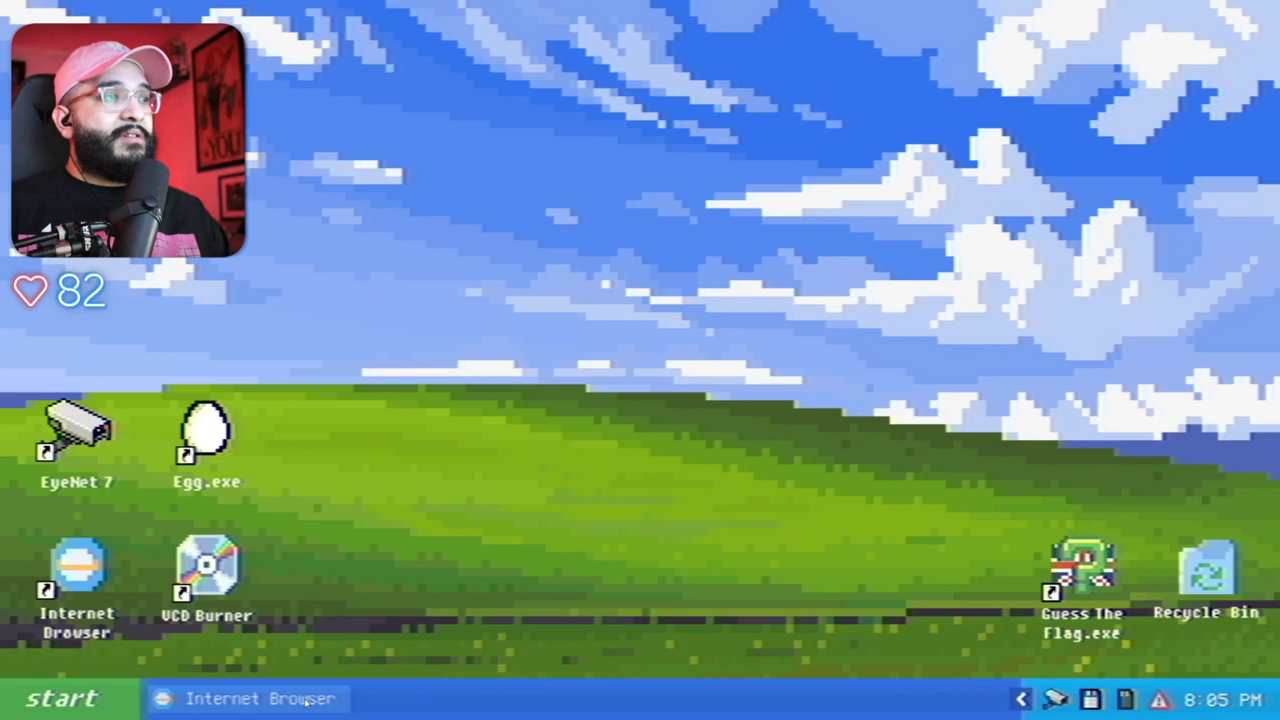 YOU
82
EyeNet 7
Egg.exe
Internet
Browser
VCD Burner
Guess The
Flag.exe
Recycle Bin
start
Internet Browser
8:05 PM